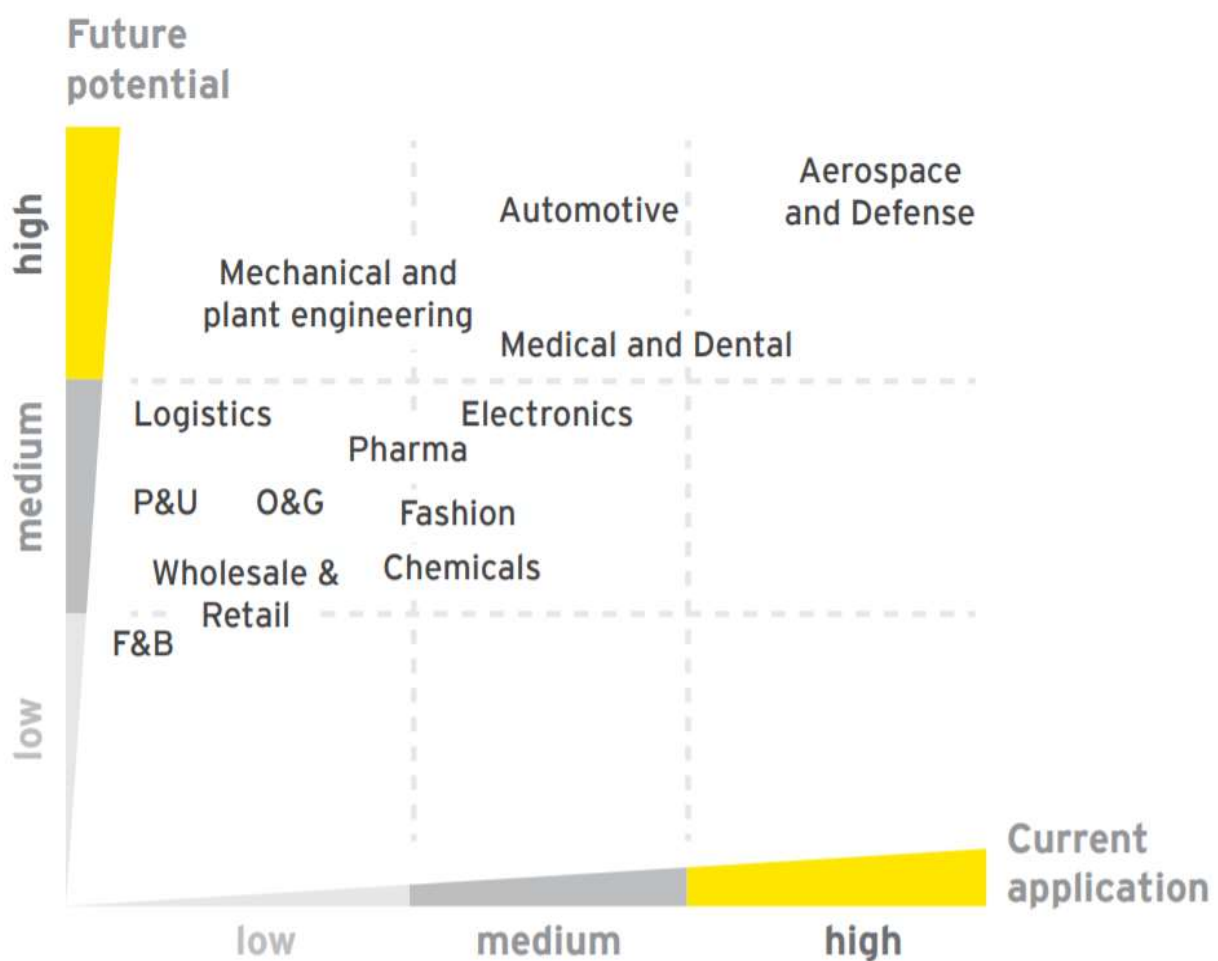 Future
potential
high
Aerospace
and Defense
Automotive
Mechanical and
plant engineering
Medical and Dental
medium
Logistics
Electronics
Pharma
P&U
O&G
Fashion
Wholesale &
Retail
Chemicals
low
F&B
Current
application
low
medium
high